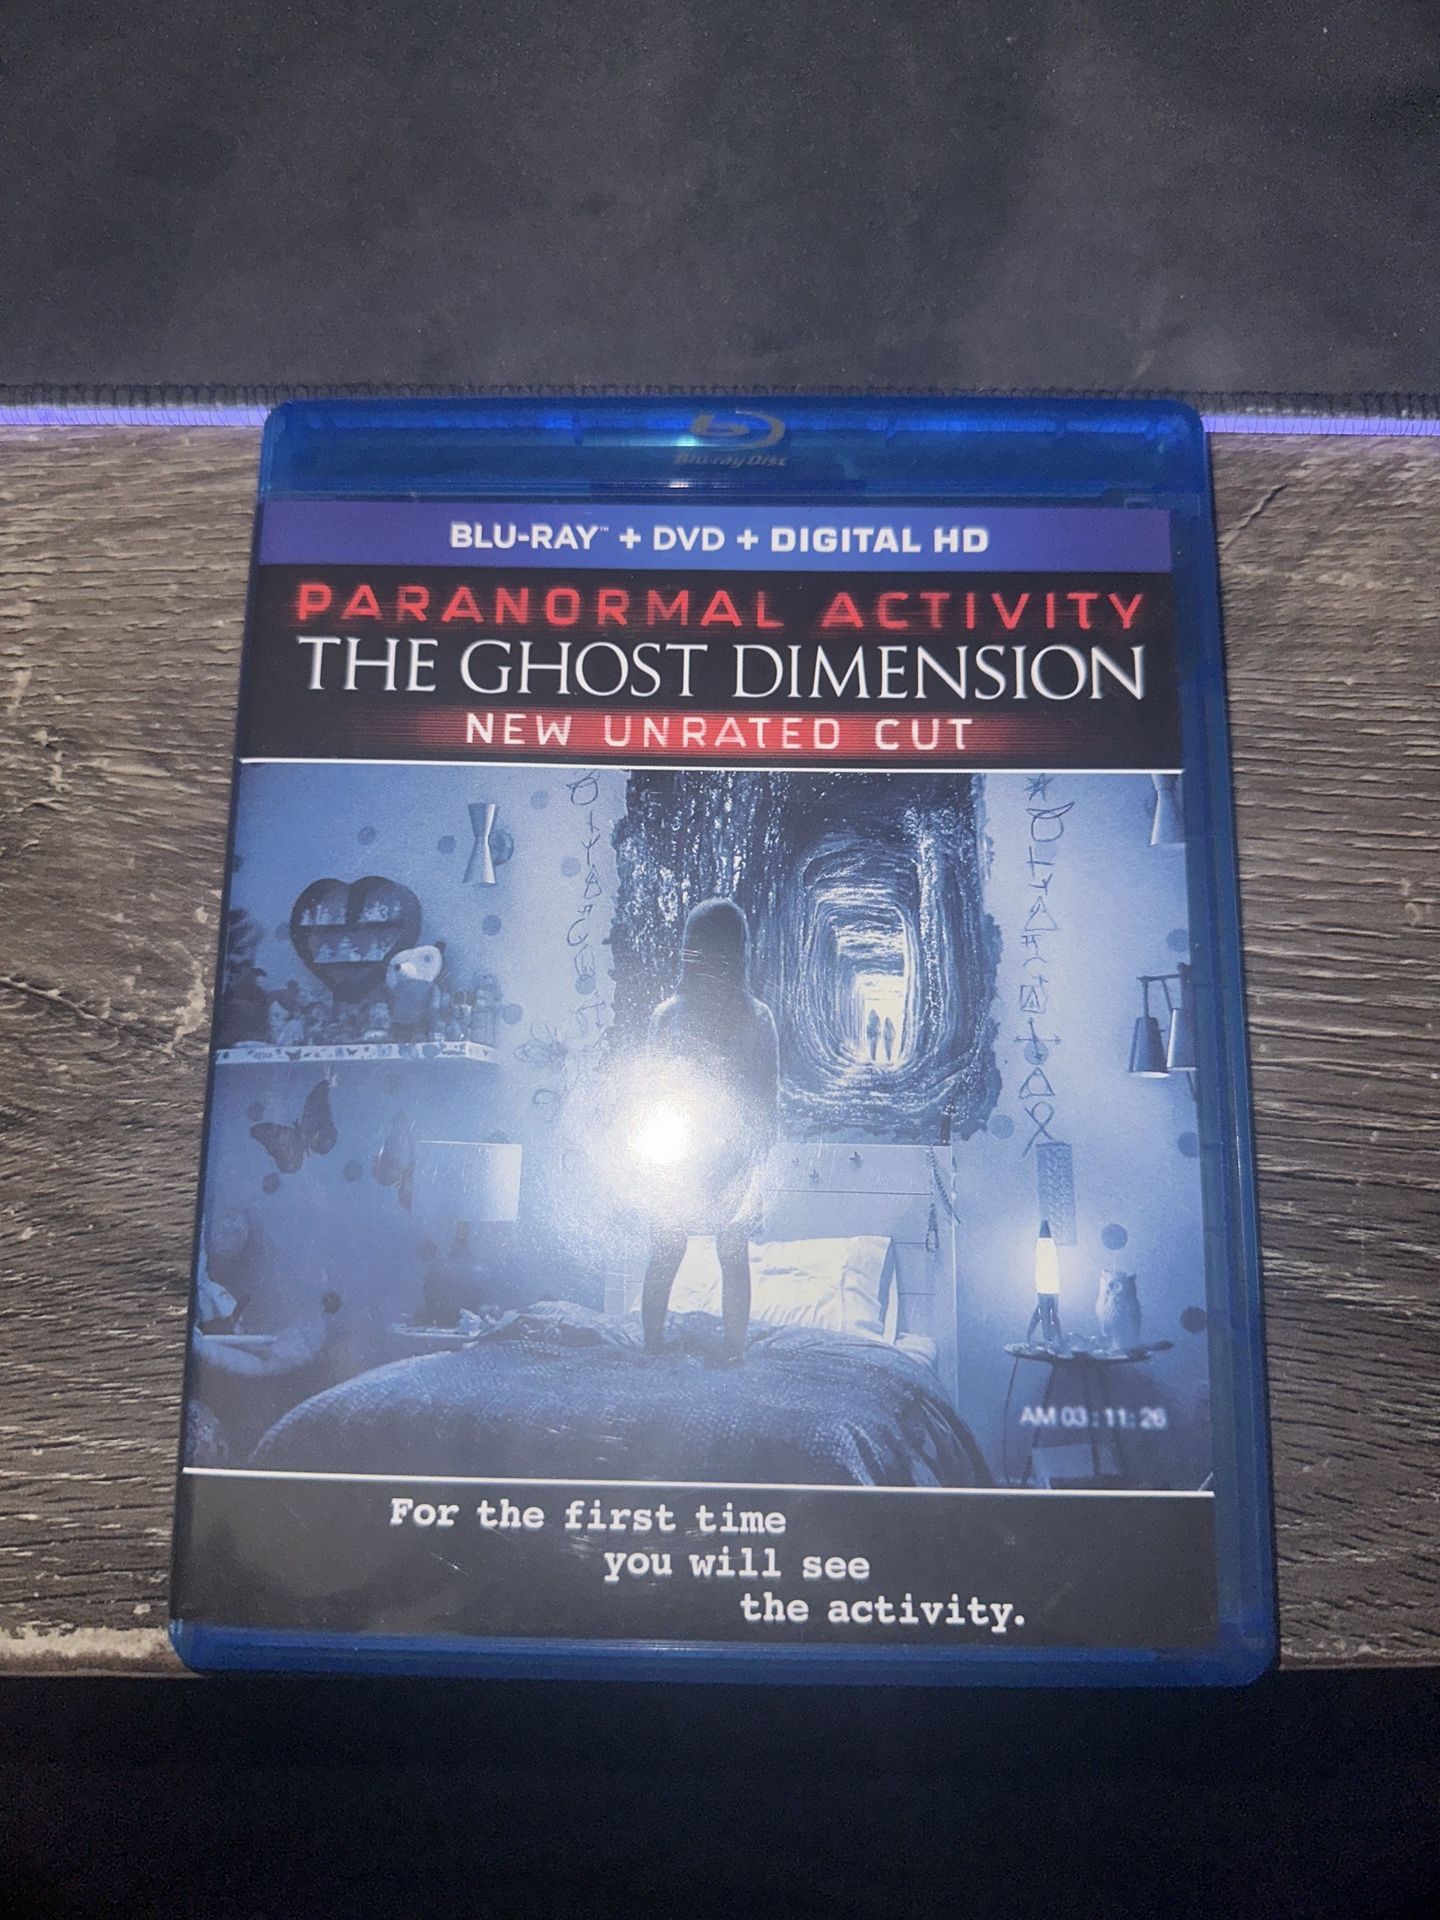 Blu-ray Disc
BLU-RAY™ + DVD + DIGITAL HD
PARANORMAL ACTIVITY
THE GHOST DIMENSION
NEW UNRATED CUT
AM 03:11:26
For the first time
you will see
the activity.